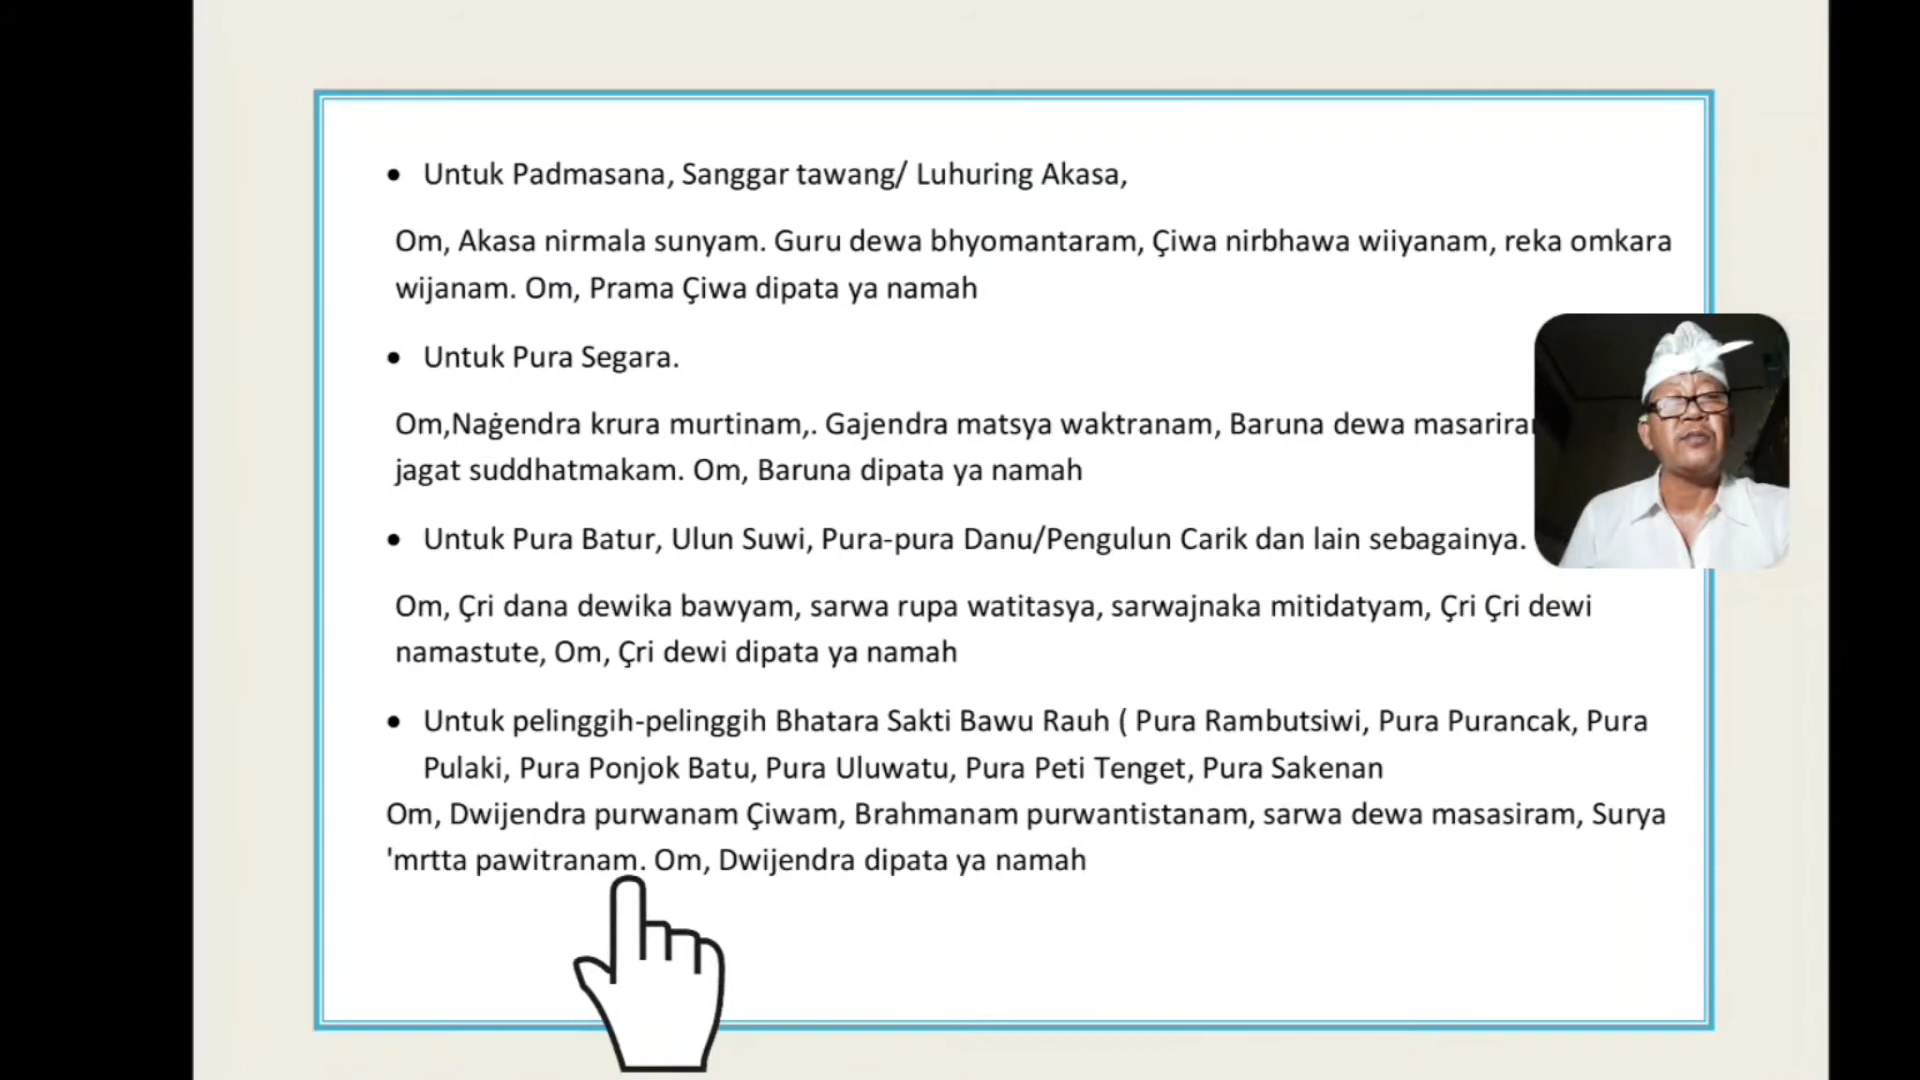 • Untuk Padmasana, Sanggar tawang/ Luhuring Akasa,
Om, Akasa nirmala sunyam. Guru dewa bhyomantaram, Çiwa nirbhawa wiiyanam, reka omkara
wijanam. Om, Prama Çiwa dipata ya namah
• Untuk Pura Segara.
Om,Naġendra krura murtinam,. Gajendra matsya waktranam, Baruna dewa
jagat suddhatmakam. Om, Baruna dipata ya namah
• Untuk Pura Batur, Ulun Suwi, Pura-pura Danu/Pengulun Carik dan lain sebagainya.
Om, Çri dana dewika bawyam, sarwa rupa watitasya, sarwajnaka mitidatyam, Çri Çri dewi
namastute, Om, Çri dewi dipata ya namah
• Untuk pelinggih-pelinggih Bhatara Sakti Bawu Rauh ( Pura Rambutsiwi, Pura Purancak, Pura
Pulaki, Pura Ponjok Batu, Pura Uluwatu, Pura Peti Tenget, Pura Sakenan
Om, Dwijendra purwanam Çiwam, Brahmanam purwantistanam, sarwa dewa masasiram, Surya
'mrtta pawitranam. Om, Dwijendra dipata ya namah